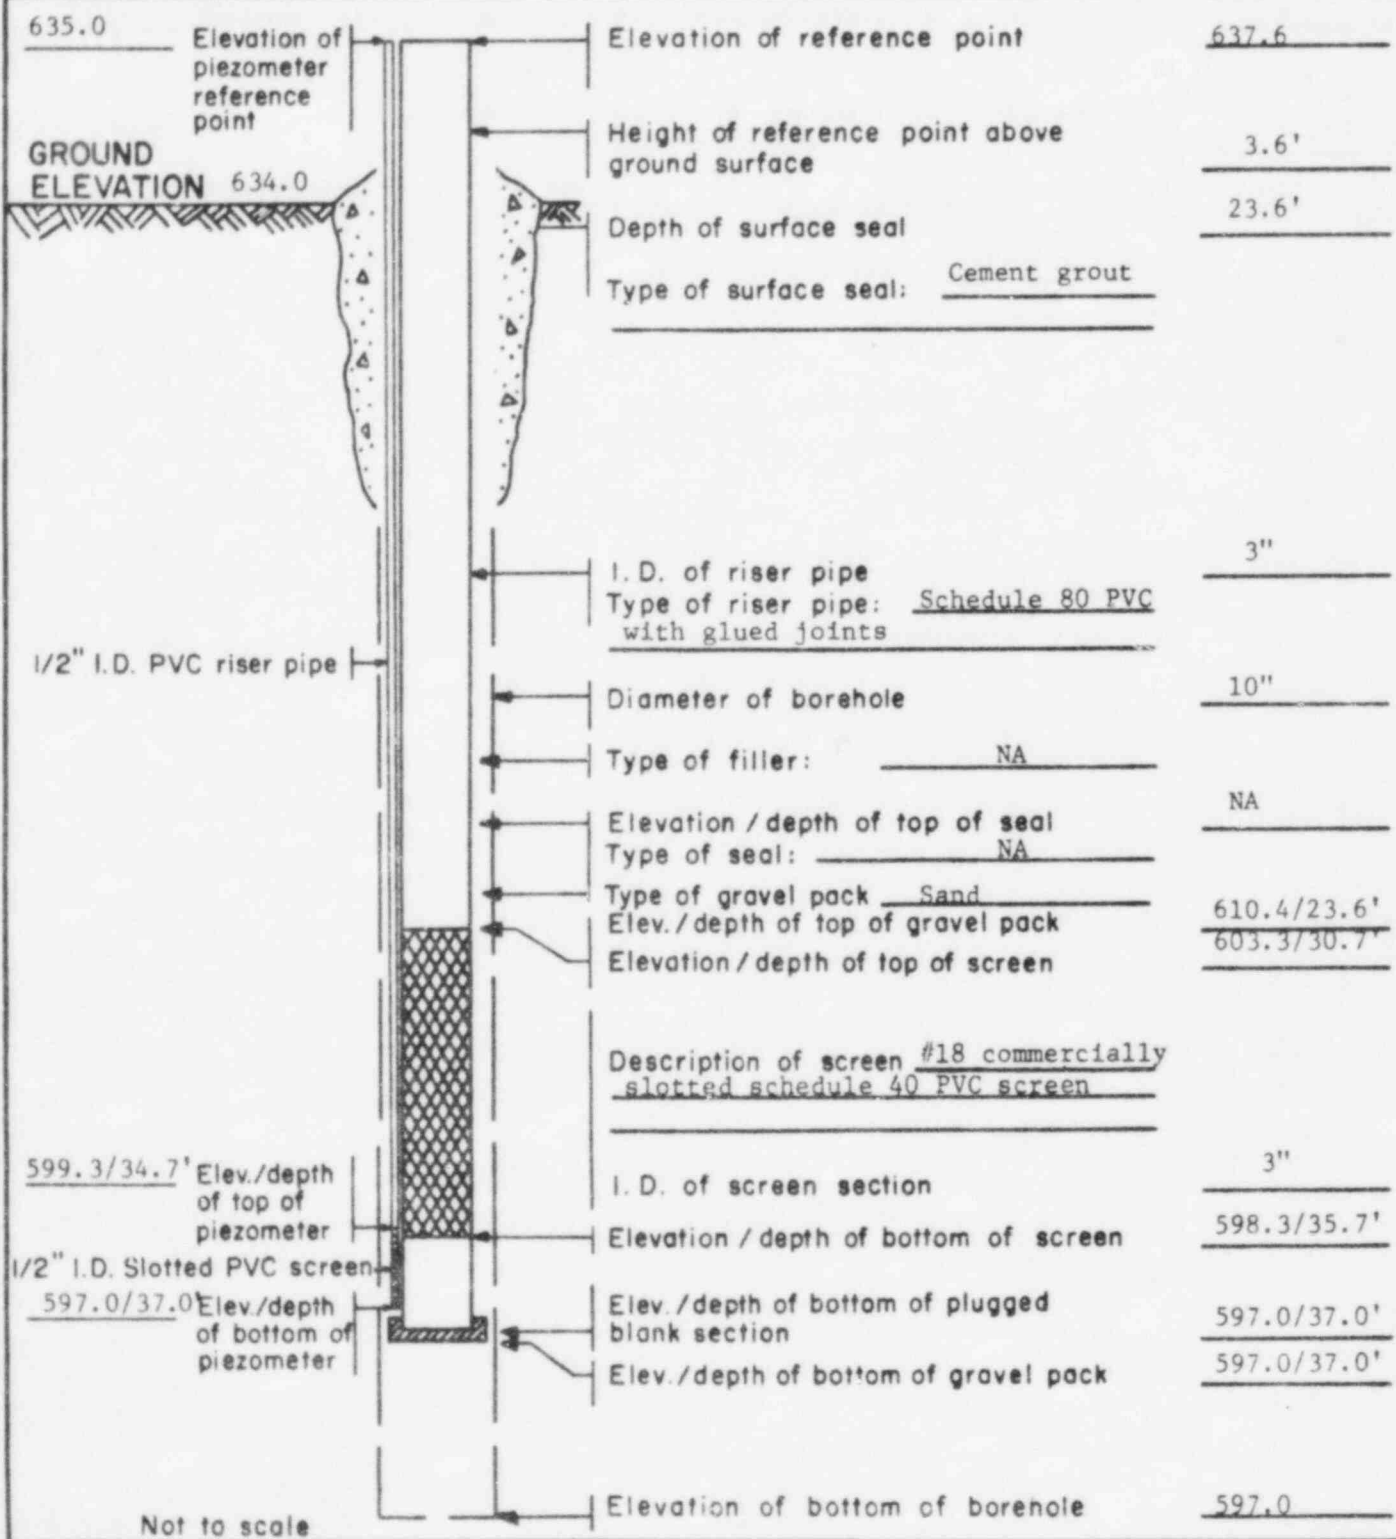 635.0
Elevation of
piezometer
reference
point
GROUND
ELEVATION 634.0
Elevation of reference point 637.6
Height of reference point above
ground surface 3.6'
Depth of surface seal 23.6'
Type of surface seal: Cement grout
I.D. of riser pipe 3"
Type of riser pipe: Schedule 80 PVC
with glued joints
1/2" I.D. PVC riser pipe
Diameter of borehole 10"
Type of filler: NA
Elevation / depth of top of seal NA
Type of seal: NA
Type of gravel pack Sand
Elev./depth of top of gravel pack 610.4/23.6'
Elevation / depth of top of screen 603.3/30.7'
Description of screen #18 commercially
slotted schedule 40 PVC screen
I.D. of screen section 3"
599.3/34.7' Elev./depth
of top of
piezometer
Elevation / depth of bottom of screen 598.3/35.7'
1/2" I.D. Slotted PVC screen
597.0/37.0' Elev./depth
of bottom of
piezometer
Elev./depth of bottom of plugged
blank section 597.0/37.0'
Elev./depth of bottom of gravel pack 597.0/37.0'
Elevation of bottom of borehole 597.0
Not to scale